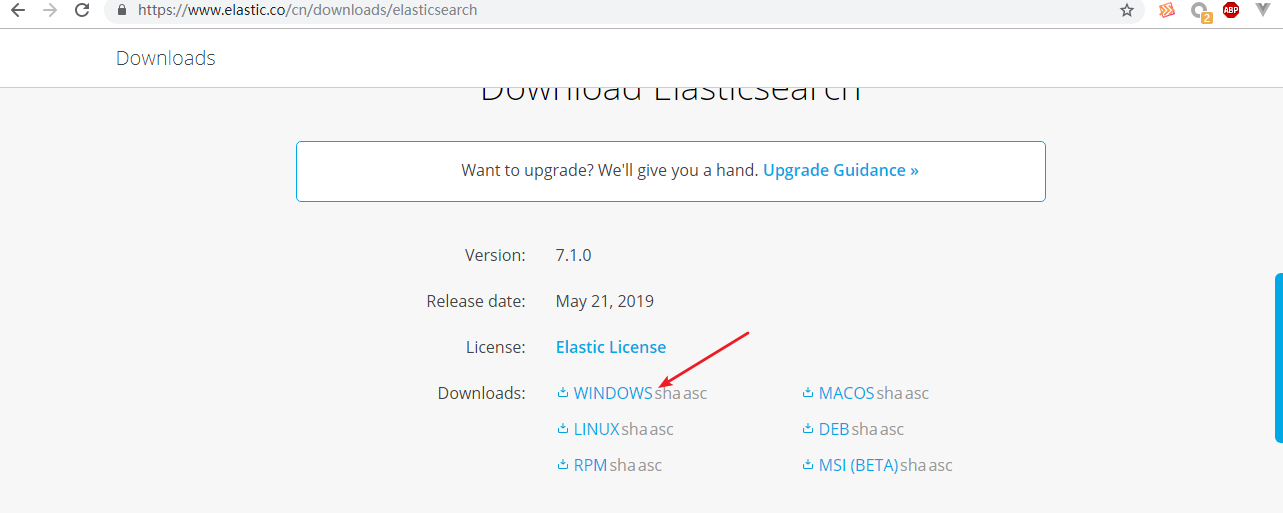 https://www.elastic.co/cn/downloads/elasticsearch
2
ABP
Downloads
Download Elasticsearch
Want to upgrade? We'll give you a hand. Upgrade Guidance »
Version: 7.1.0
Release date: May 21, 2019
License: Elastic License
Downloads: WINDOWS sha asc MACOS sha asc
LINUX sha asc DEB sha asc
RPM sha asc MSI (BETA) sha asc